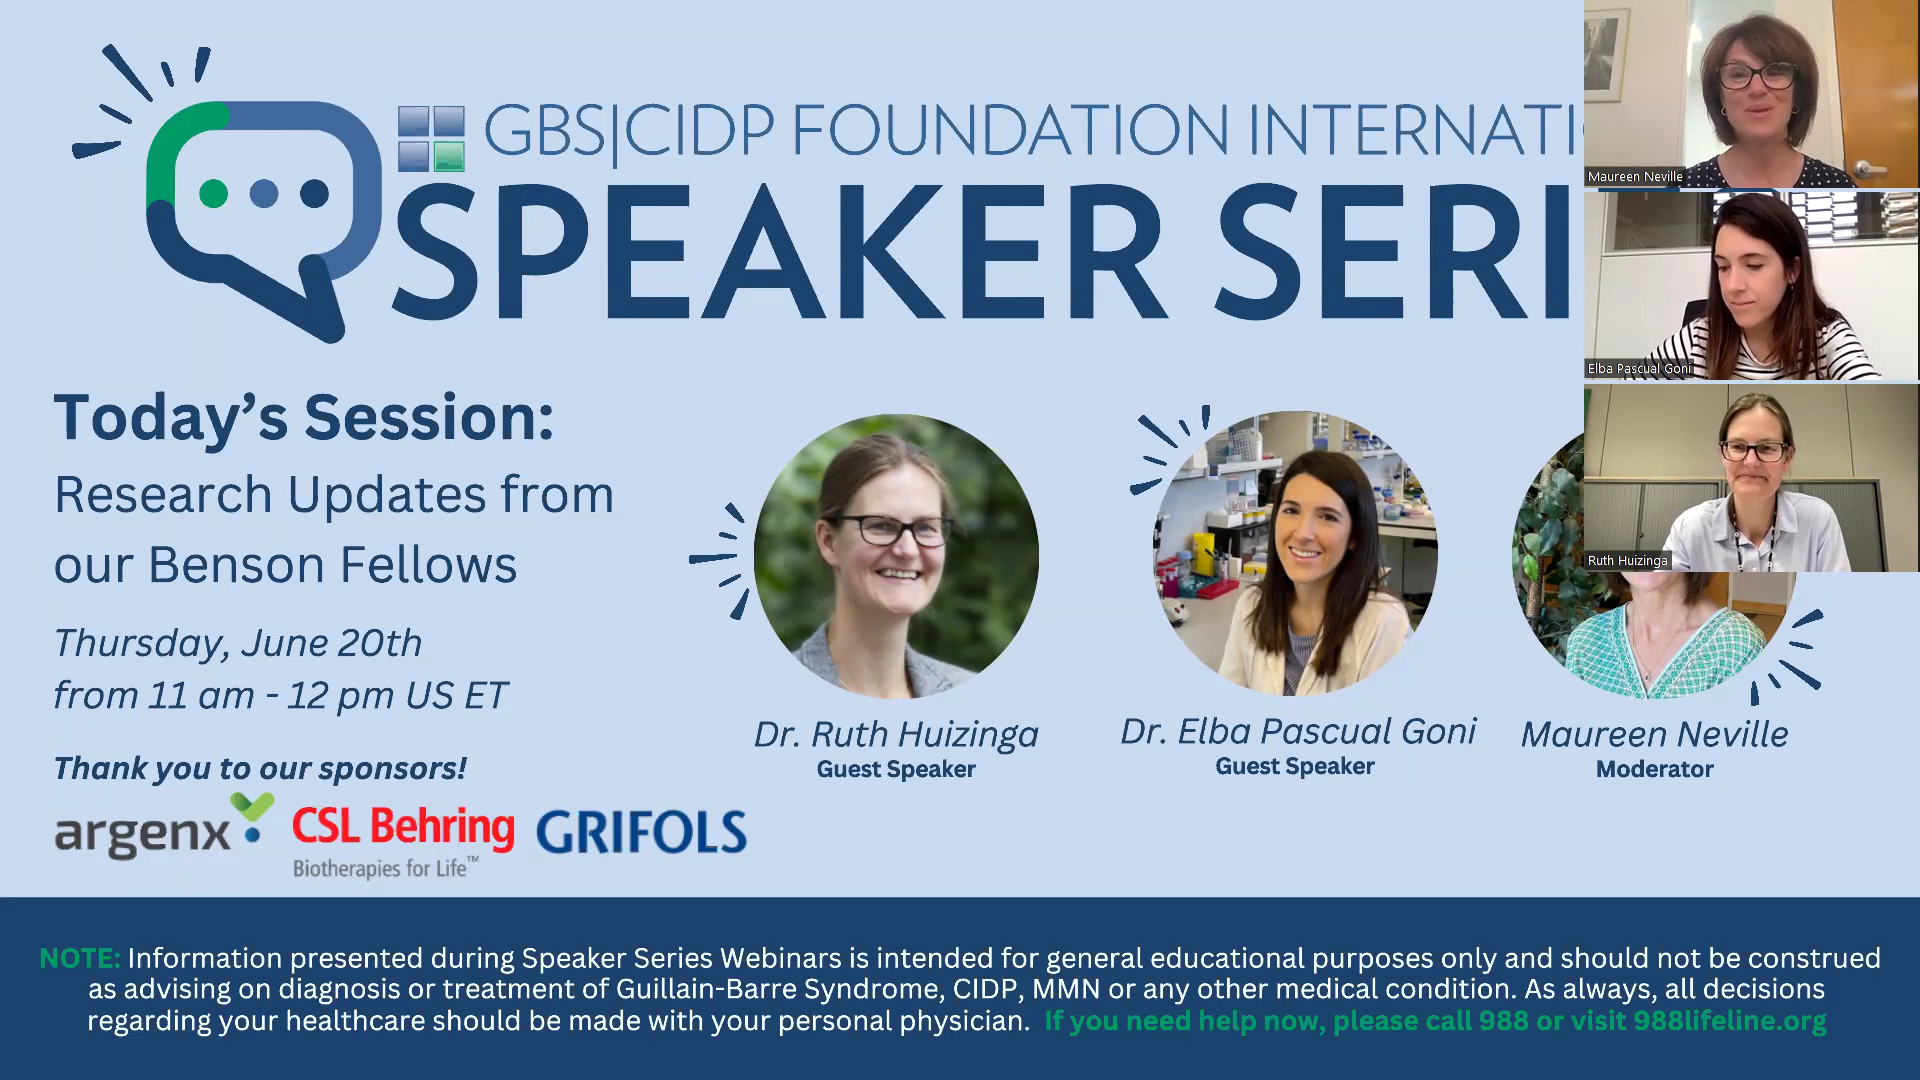 GBS|CIDP FOUNDATION INTERNATI
SPEAKER SERI
Today's Session:
Research Updates from
our Benson Fellows
Thursday, June 20th
from 11 am - 12 pm US ET
Thank you to our sponsors!
argenx
CSL Behring
Biotherapies for Life™
GRIFOLS
Dr. Ruth Huizinga
Guest Speaker
Dr. Elba Pascual Goni
Guest Speaker
Maureen Neville
Moderator
Maureen Neville
Elba Pascual Goni
Ruth Huizinga
NOTE: Information presented during Speaker Series Webinars is intended for general educational purposes only and should not be construed
as advising on diagnosis or treatment of Guillain-Barre Syndrome, CIDP, MMN or any other medical condition. As always, all decisions
regarding your healthcare should be made with your personal physician. If you need help now, please call 988 or visit 988lifeline.org